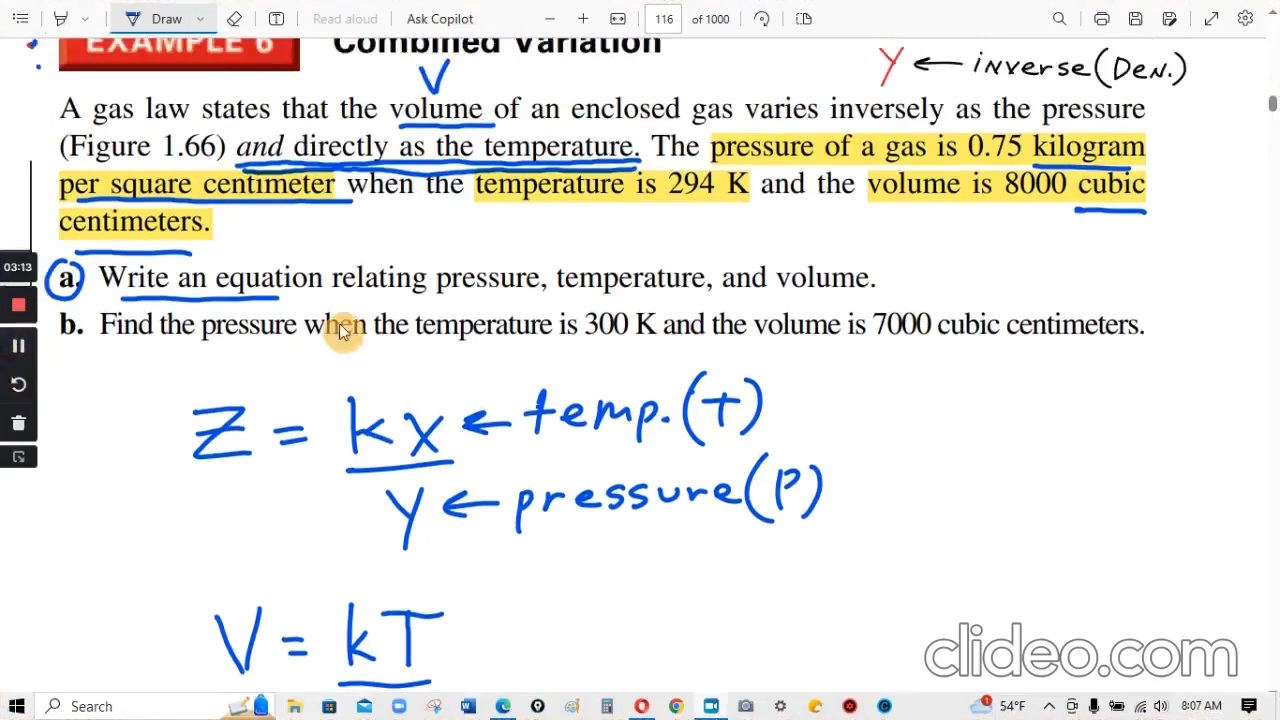 Draw
Read aloud
Ask Copilot
116 of 1000
EXAMPLE 6 Combined Variation
Y ← inverse (Den.)
V
A gas law states that the volume of an enclosed gas varies inversely as the pressure
(Figure 1.66) and directly as the temperature. The pressure of a gas is 0.75 kilogram
per square centimeter when the temperature is 294 K and the volume is 8000 cubic
centimeters.
03:13
a. Write an equation relating pressure, temperature, and volume.
b. Find the pressure when the temperature is 300 K and the volume is 7000 cubic centimeters.
Z = kx ← temp. (T)
y ← pressure (P)
V = kT
clideo.com
Search
54°F
8:07 AM